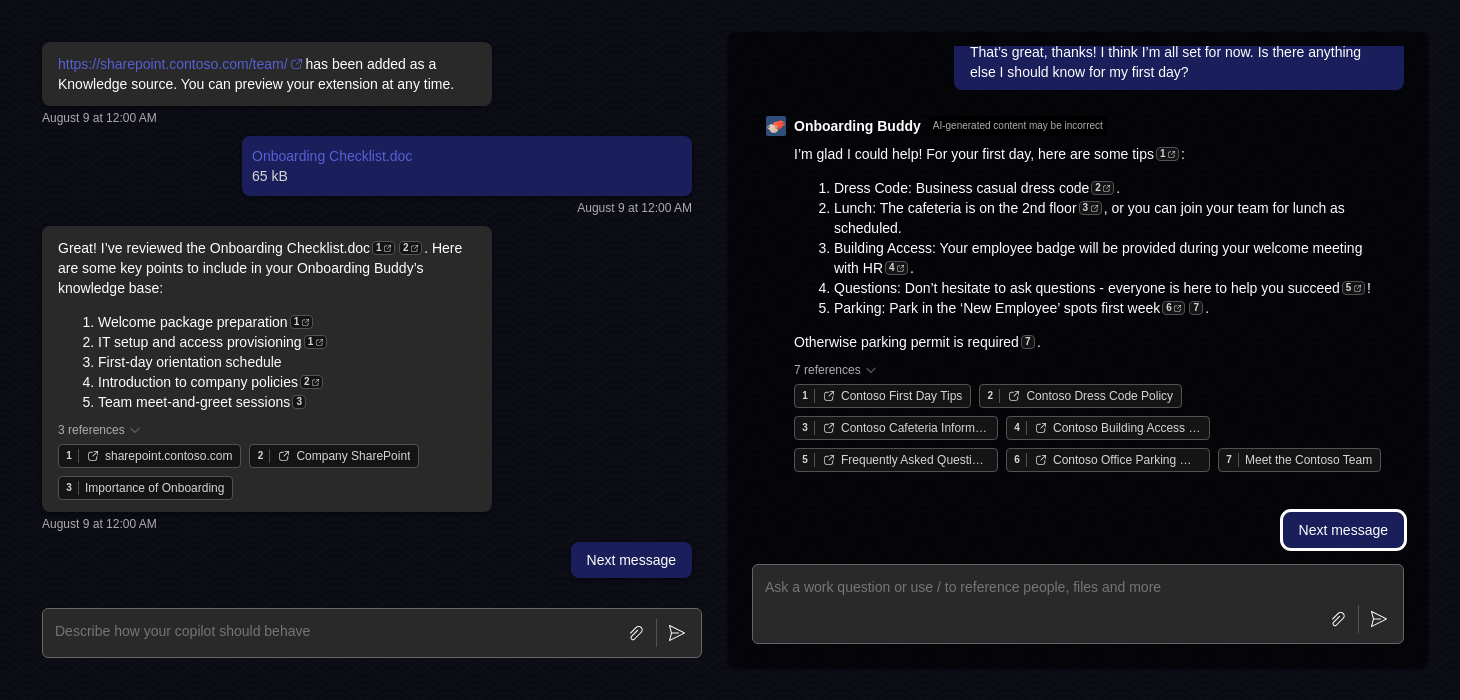 https://sharepoint.contoso.com/team/ has been added as a
Knowledge source. You can preview your extension at any time.
August 9 at 12:00 AM
Onboarding Checklist.doc
65 kB
August 9 at 12:00 AM
Great! I’ve reviewed the Onboarding Checklist.doc 1 2 . Here
are some key points to include in your Onboarding Buddy’s
knowledge base:
1. Welcome package preparation 1
2. IT setup and access provisioning 1
3. First-day orientation schedule
4. Introduction to company policies 2
5. Team meet-and-greet sessions 3
3 references
1 sharepoint.contoso.com 2 Company SharePoint
3 Importance of Onboarding
August 9 at 12:00 AM
Next message
Describe how your copilot should behave
That’s great, thanks! I think I’m all set for now. Is there anything
else I should know for my first day?
Onboarding Buddy AI-generated content may be incorrect
I’m glad I could help! For your first day, here are some tips 1 :
1. Dress Code: Business casual dress code 2 .
2. Lunch: The cafeteria is on the 2nd floor 3 , or you can join your team for lunch as
scheduled.
3. Building Access: Your employee badge will be provided during your welcome meeting
with HR 4 .
4. Questions: Don’t hesitate to ask questions - everyone is here to help you succeed 5 !
5. Parking: Park in the ‘New Employee’ spots first week 6 7 .
Otherwise parking permit is required 7 .
7 references
1 Contoso First Day Tips 2 Contoso Dress Code Policy
3 Contoso Cafeteria Inform… 4 Contoso Building Access …
5 Frequently Asked Questi… 6 Contoso Office Parking … 7 Meet the Contoso Team
Next message
Ask a work question or use / to reference people, files and more